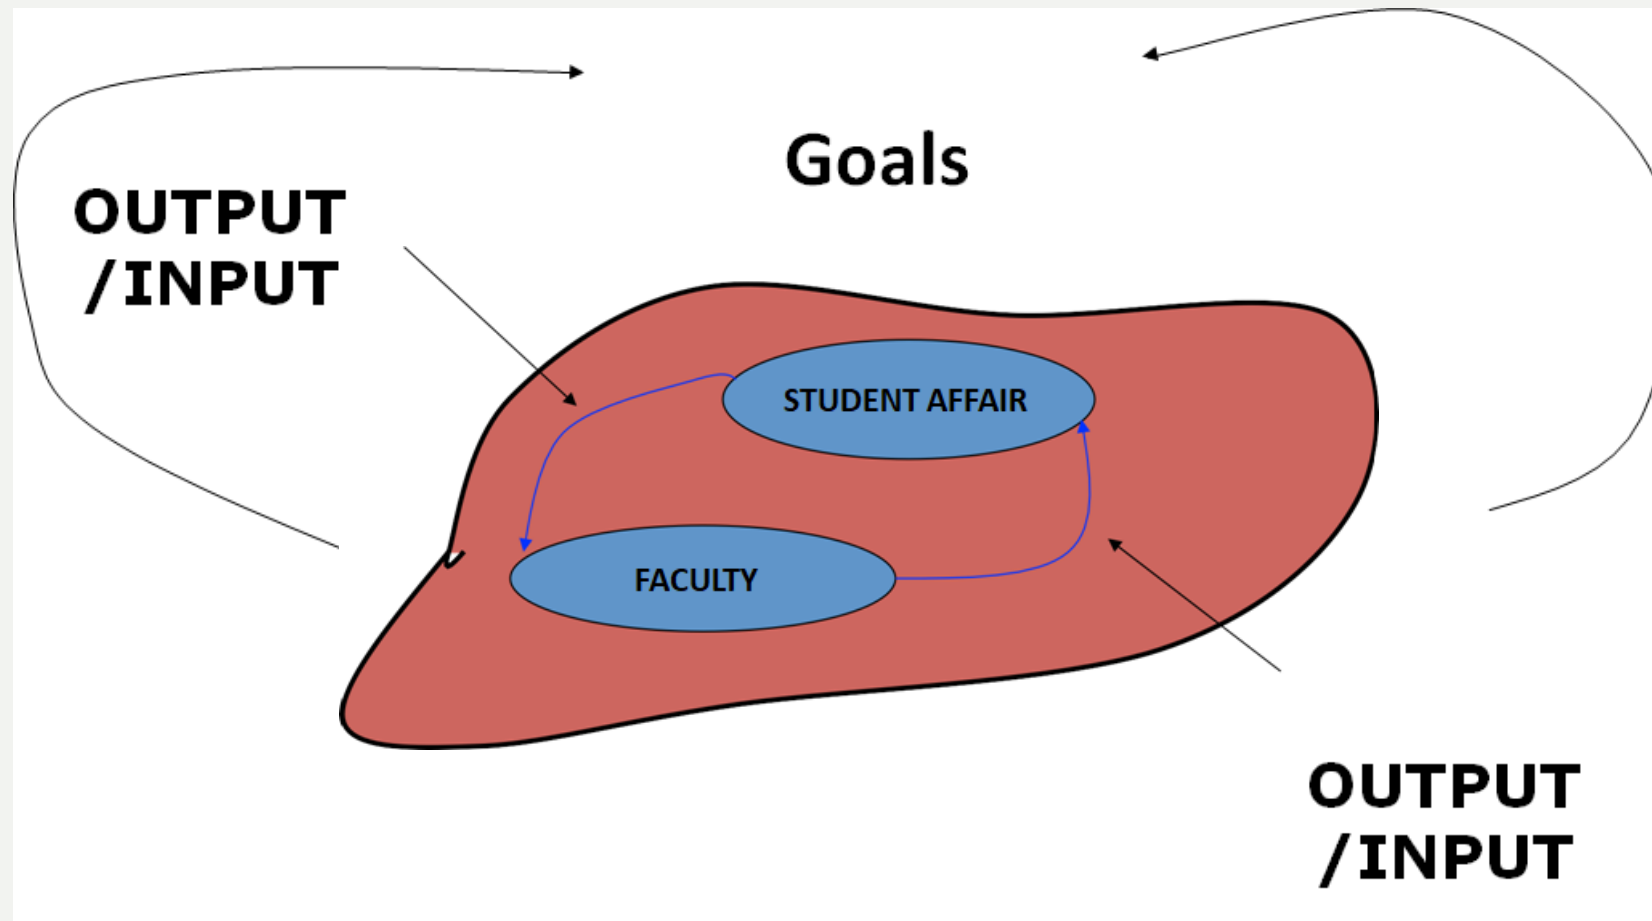 Goals
OUTPUT
/INPUT
STUDENT AFFAIR
FACULTY
OUTPUT
/INPUT